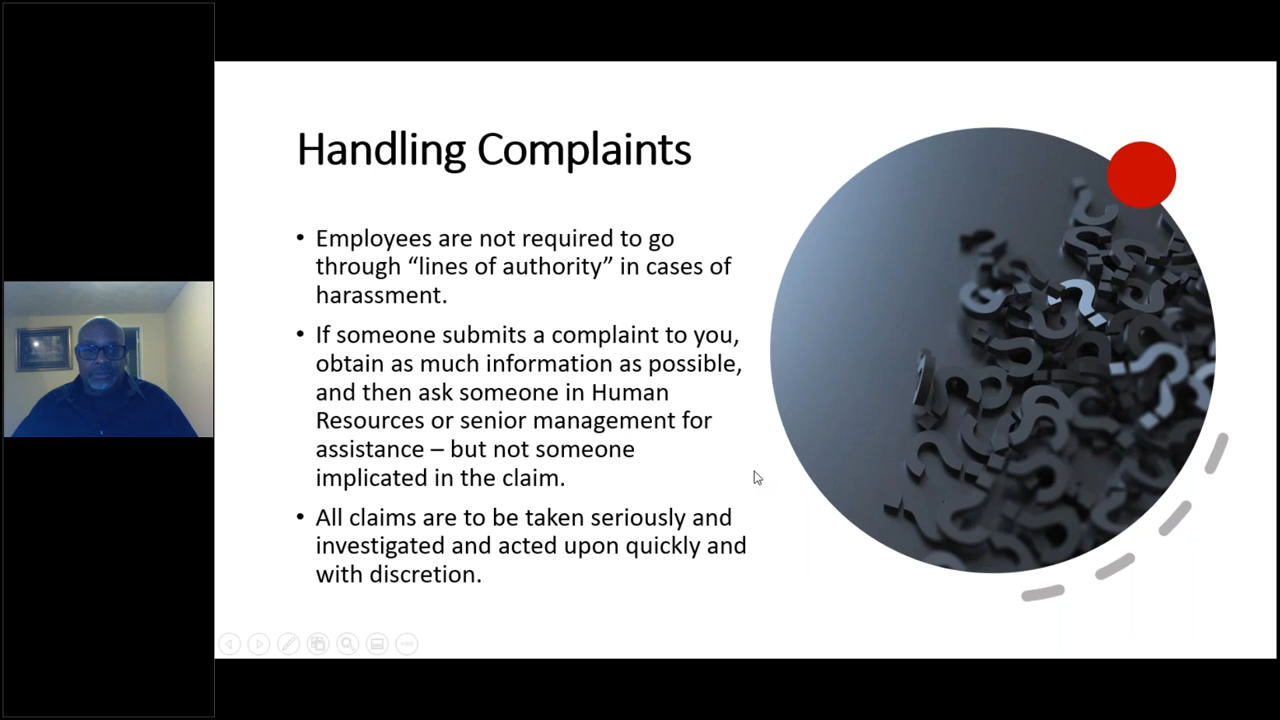 Handling Complaints
• Employees are not required to go
through “lines of authority” in cases of
harassment.
• If someone submits a complaint to you,
obtain as much information as possible,
and then ask someone in Human
Resources or senior management for
assistance – but not someone
implicated in the claim.
• All claims are to be taken seriously and
investigated and acted upon quickly and
with discretion.